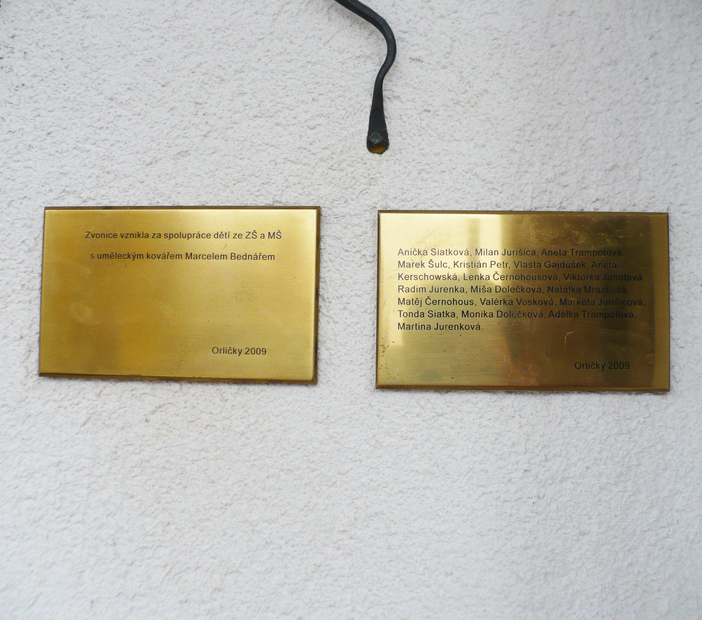 Zvonice vznikla za spolupráce dětí ze ZŠ a MŠ
s uměleckým kovářem Marcelem Bednářem
Orličky 2009
Anička Siatková, Milan Jurišica, Aneta Trampotová,
Marek Šulc, Kristián Petr, Vlasta Gajdušek, Aneta
Kerschowská, Lenka Černohousová, Viktorka
Radim Jurenka, Míša Dolečková, Natálka Mrázková,
Matěj Černohous, Valérka Vosková, Markéta Jurišicová,
Tonda Siatka, Monika Dolečková, Adélka Trampotová,
Martina Jurenková.
Orličky 2009